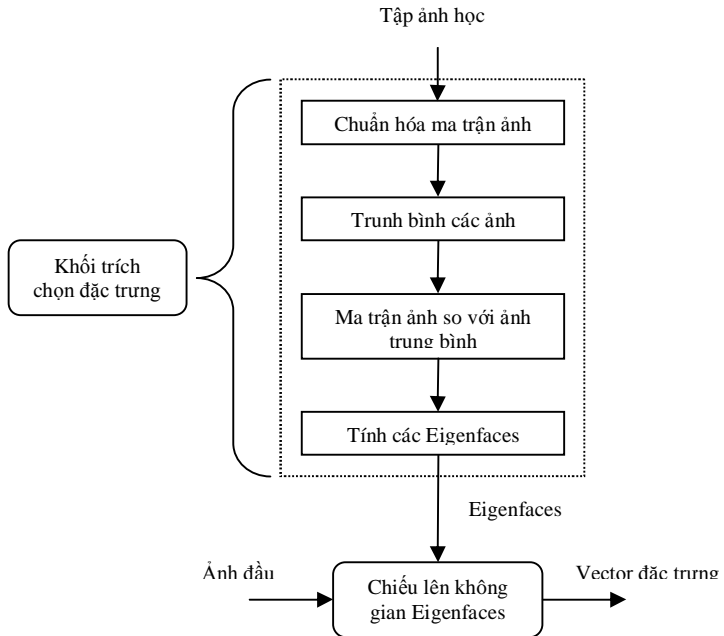 Tập ảnh học
Chuẩn hóa ma trận ảnh
Trunh bình các ảnh
Khối trích
chọn đặc trưng
Ma trận ảnh so với ảnh
trung bình
Tính các Eigenfaces
Eigenfaces
Ảnh đầu
Chiếu lên không
gian Eigenfaces
Vector đặc trưng